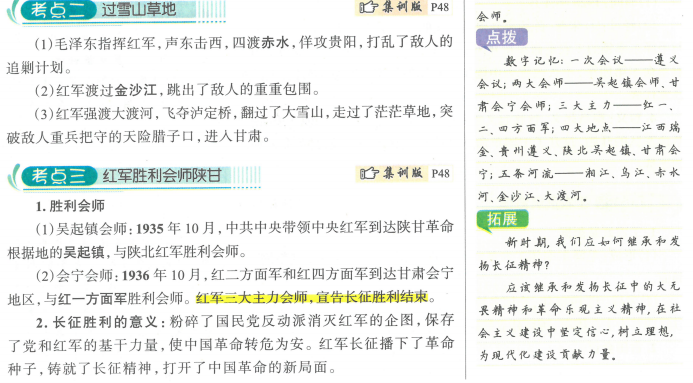 考点二 过雪山草地 集训版 P48
(1)毛泽东指挥红军,声东击西,四渡赤水,佯攻贵阳,打乱了敌人的
追剿计划。
(2)红军渡过金沙江,跳出了敌人的重重包围。
(3)红军强渡大渡河,飞夺泸定桥,翻过了大雪山,走过了茫茫草地,突
破敌人重兵把守的天险腊子口,进入甘肃。
考点三 红军胜利会师陕甘 集训版 P48
1.胜利会师
(1)吴起镇会师:1935 年 10 月,中共中央带领中央红军到达陕甘革命
根据地的吴起镇,与陕北红军胜利会师。
(2)会宁会师:1936 年 10 月,红二方面军和红四方面军到达甘肃会宁
地区,与红一方面军胜利会师。红军三大主力会师,宣告长征胜利结束。
2.长征胜利的意义:粉碎了国民党反动派消灭红军的企图,保存
了党和红军的基干力量,使中国革命转危为安。红军长征播下了革命
种子,铸就了长征精神,打开了中国革命的新局面。
会师。
点拨
数字记忆:一次会议——遵义
会议;两大会师——吴起镇会师、甘
肃会宁会师;三大主力——红一、
二、四方面军;四大地点——江西瑞
金、贵州遵义、陕北吴起镇、甘肃会
宁;五条河流——湘江、乌江、赤水
河、金沙江、大渡河。
拓展
新时期,我们应如何继承和发
扬长征精神?
应该继承和发扬长征中的大无
畏精神和革命乐观主义精神,在社
会主义建设中坚定信心,树立理想,
为现代化建设贡献力量。